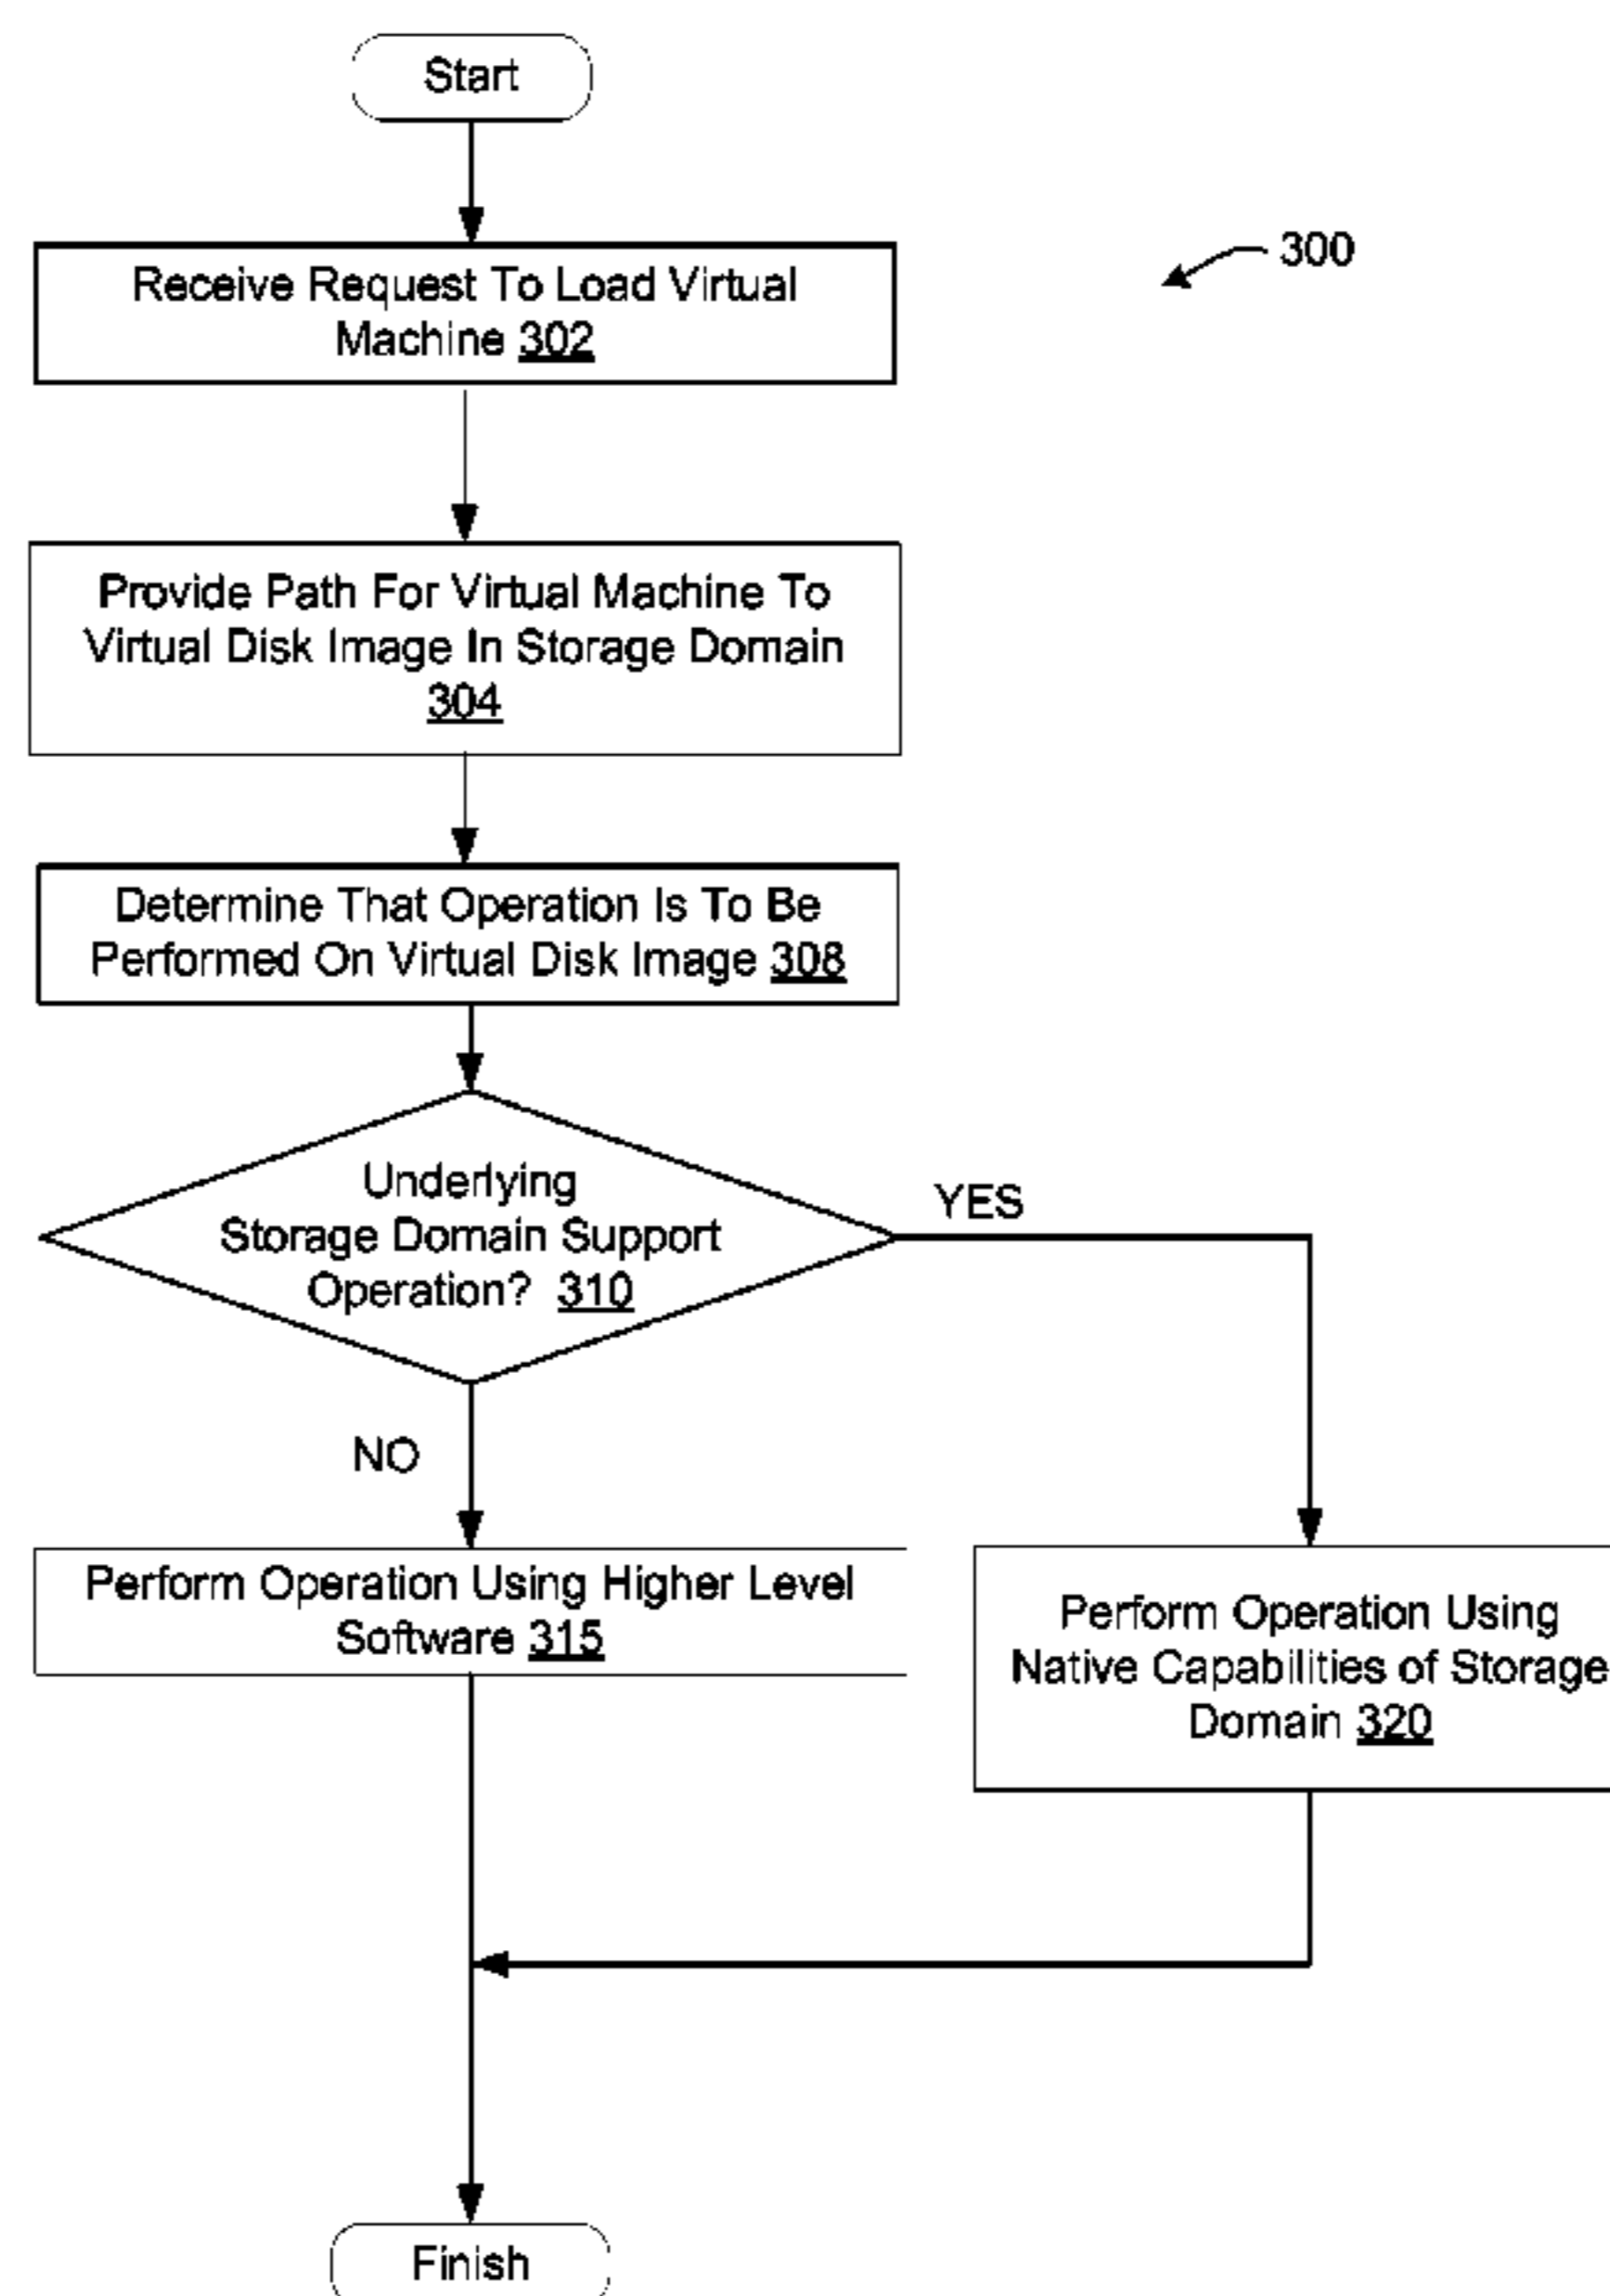 Start
300
Receive Request To Load Virtual
Machine 302
Provide Path For Virtual Machine To
Virtual Disk Image In Storage Domain
304
Determine That Operation Is To Be
Performed On Virtual Disk Image 308
Underlying
Storage Domain Support
Operation? 310
YES
NO
Perform Operation Using Higher Level
Software 315
Perform Operation Using
Native Capabilities of Storage
Domain 320
Finish